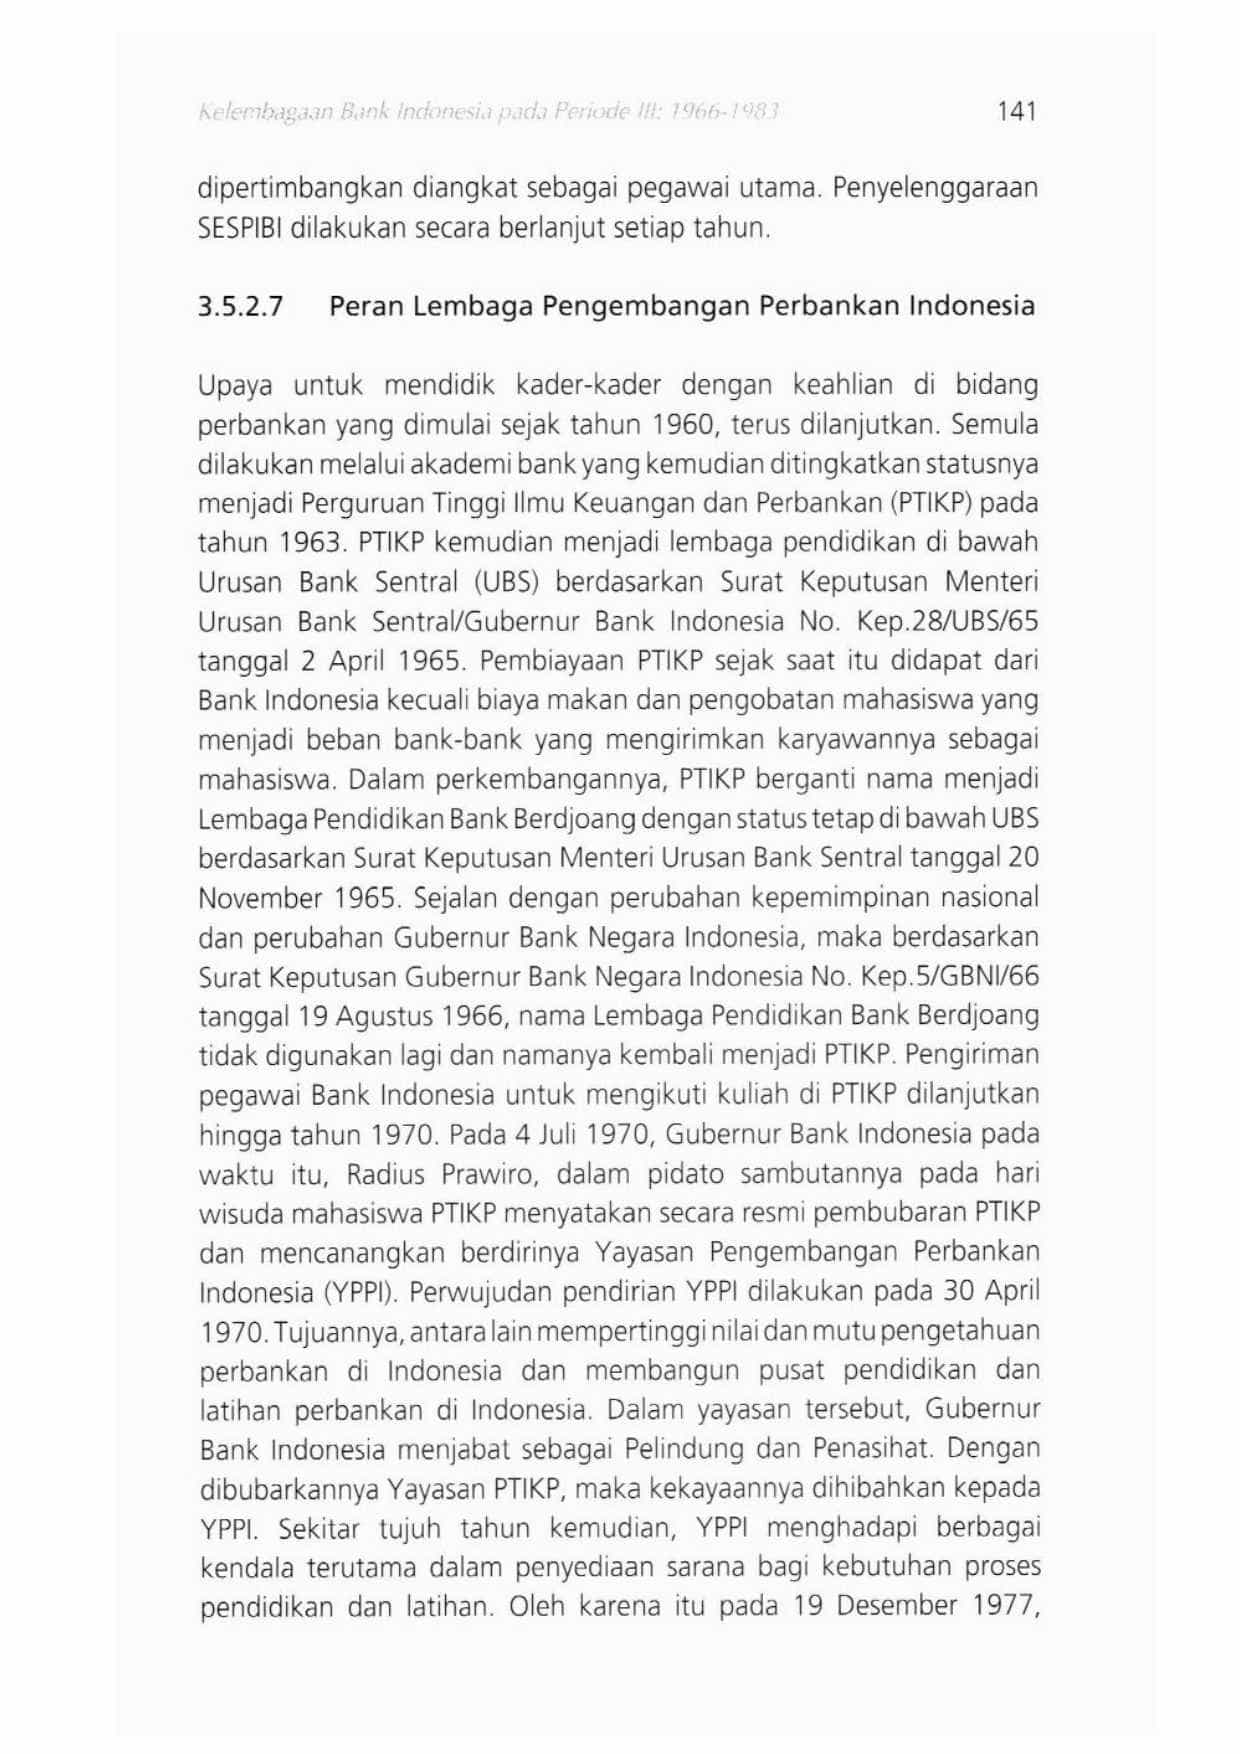 Kelembagaan Bank Indonesia pada Periode III: 1966-1983 141
dipertimbangkan diangkat sebagai pegawai utama. Penyelenggaraan
SESPIBI dilakukan secara berlanjut setiap tahun.
3.5.2.7 Peran Lembaga Pengembangan Perbankan Indonesia
Upaya untuk mendidik kader-kader dengan keahlian di bidang
perbankan yang dimulai sejak tahun 1960, terus dilanjutkan. Semula
dilakukan melalui akademi bank yang kemudian ditingkatkan statusnya
menjadi Perguruan Tinggi Ilmu Keuangan dan Perbankan (PTIKP) pada
tahun 1963. PTIKP kemudian menjadi lembaga pendidikan di bawah
Urusan Bank Sentral (UBS) berdasarkan Surat Keputusan Menteri
Urusan Bank Sentral/Gubernur Bank Indonesia No. Kep.28/UBS/65
tanggal 2 April 1965. Pembiayaan PTIKP sejak saat itu didapat dari
Bank Indonesia kecuali biaya makan dan pengobatan mahasiswa yang
menjadi beban bank-bank yang mengirimkan karyawannya sebagai
mahasiswa. Dalam perkembangannya, PTIKP berganti nama menjadi
Lembaga Pendidikan Bank Berdjoang dengan status tetap di bawah UBS
berdasarkan Surat Keputusan Menteri Urusan Bank Sentral tanggal 20
November 1965. Sejalan dengan perubahan kepemimpinan nasional
dan perubahan Gubernur Bank Negara Indonesia, maka berdasarkan
Surat Keputusan Gubernur Bank Negara Indonesia No. Kep.5/GBNI/66
tanggal 19 Agustus 1966, nama Lembaga Pendidikan Bank Berdjoang
tidak digunakan lagi dan namanya kembali menjadi PTIKP. Pengiriman
pegawai Bank Indonesia untuk mengikuti kuliah di PTIKP dilanjutkan
hingga tahun 1970. Pada 4 Juli 1970, Gubernur Bank Indonesia pada
waktu itu, Radius Prawiro, dalam pidato sambutannya pada hari
wisuda mahasiswa PTIKP menyatakan secara resmi pembubaran PTIKP
dan mencanangkan berdirinya Yayasan Pengembangan Perbankan
Indonesia (YPPI). Perwujudan pendirian YPPI dilakukan pada 30 April
1970. Tujuannya, antara lain mempertinggi nilai dan mutu pengetahuan
perbankan di Indonesia dan membangun pusat pendidikan dan
latihan perbankan di Indonesia. Dalam yayasan tersebut, Gubernur
Bank Indonesia menjabat sebagai Pelindung dan Penasihat. Dengan
dibubarkannya Yayasan PTIKP, maka kekayaannya dihibahkan kepada
YPPI. Sekitar tujuh tahun kemudian, YPPI menghadapi berbagai
kendala terutama dalam penyediaan sarana bagi kebutuhan proses
pendidikan dan latihan. Oleh karena itu pada 19 Desember 1977,